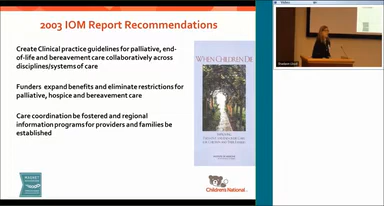 2003 IOM Report Recommendations
Create Clinical practice guidelines for palliative, end-
of-life and bereavement care collaboratively across
disciplines/systems of care
WHEN CHILDREN DIE
Funders expand benefits and eliminate restrictions for
palliative, hospice and bereavement care
Care coordination be fostered and regional
information programs for providers and families be
established
MAGNET
Children's National
Video